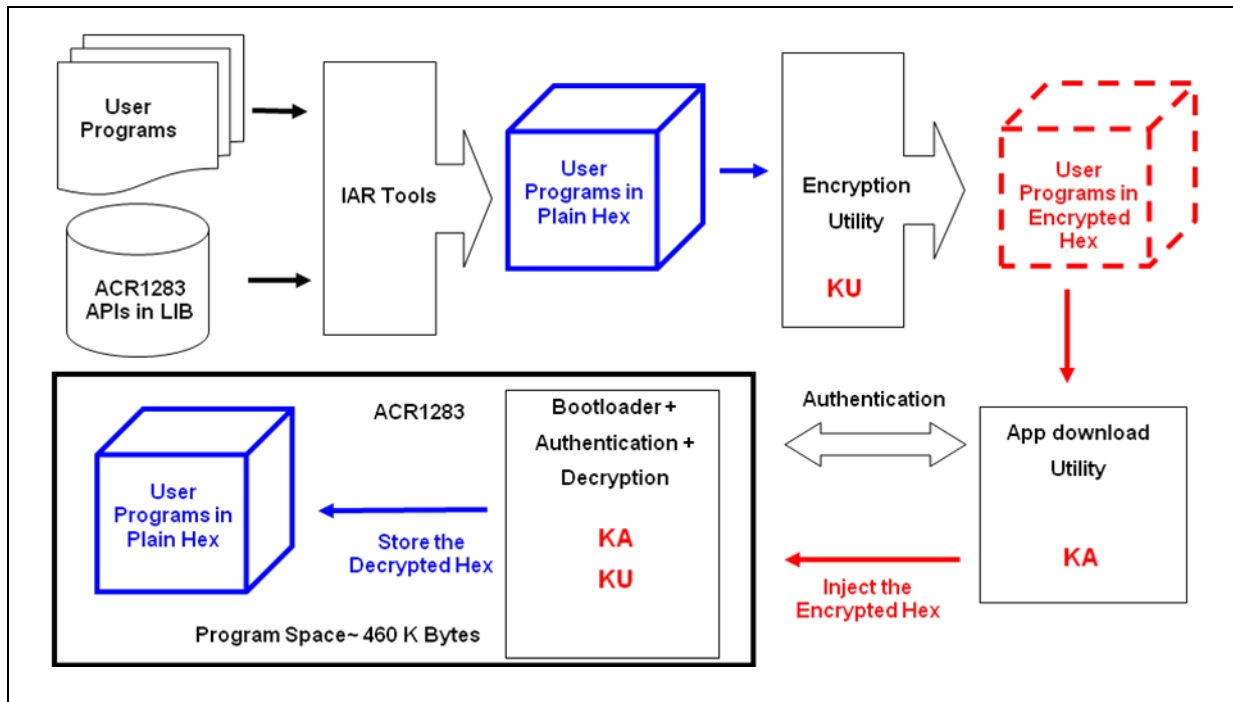 User
Programs
ACR1283
APIs in LIB
IAR Tools
User
Programs in
Plain Hex
Encryption
Utility
KU
User
Programs in
Encrypted
Hex
ACR1283
User
Programs in
Plain Hex
Store the
Decrypted Hex
Program Space~ 460 K Bytes
Bootloader +
Authentication +
Decryption
KA
KU
Authentication
Inject the
Encrypted Hex
App download
Utility
KA